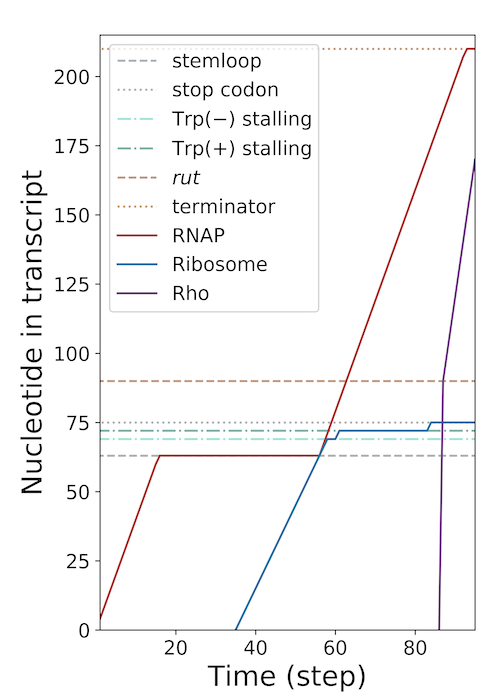 stemloop
stop codon
Trp(−) stalling
Trp(+) stalling
rut
terminator
RNAP
Ribosome
Rho
Nucleotide in transcript
200
175
150
125
100
75
50
25
0
20 40 60 80
Time (step)